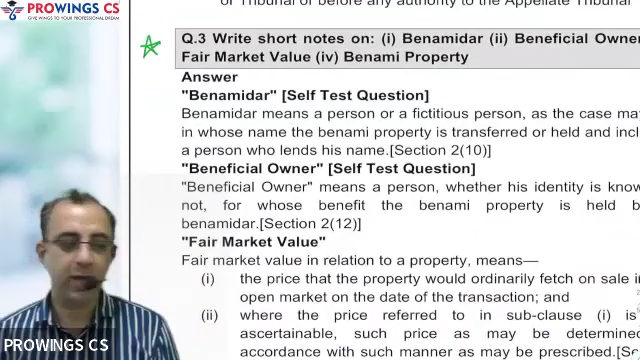 PROWINGS CS
GIVE WINGS TO YOUR PROFESSIONAL DREAM
or Tribunal or before any authority to the Appellate Tribunal
Q.3 Write short notes on: (i) Benamidar (ii) Beneficial Owner
Fair Market Value (iv) Benami Property
Answer
"Benamidar" [Self Test Question]
Benamidar means a person or a fictitious person, as the case may
in whose name the benami property is transferred or held and incl
a person who lends his name.[Section 2(10)]
"Beneficial Owner" [Self Test Question]
"Beneficial Owner" means a person, whether his identity is know
not, for whose benefit the benami property is held b
benamidar.[Section 2(12)]
"Fair Market Value"
Fair market value in relation to a property, means—
(i) the price that the property would ordinarily fetch on sale in
open market on the date of the transaction; and
(ii) where the price referred to in sub-clause (i) is
ascertainable, such price as may be determined
accordance with such manner as may be prescribed.[Se
PROWINGS CS